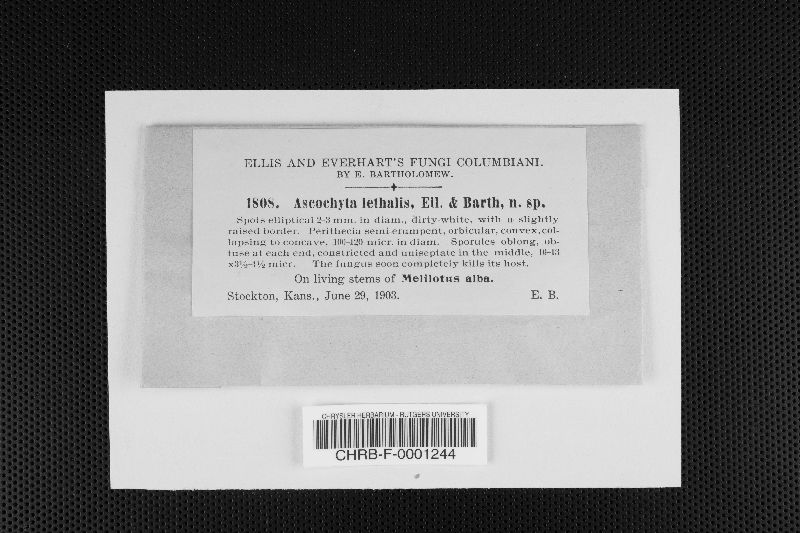 ELLIS AND EVERHART'S FUNGI COLUMBIANI.
BY E. BARTHOLOMEW.
1808. Ascochyta lethalis, Ell. & Barth, n. sp.
Spots elliptical 2-3 mm. in diam., dirty-white, with a slightly
raised border. Perithecia semi-erumpent, orbicular, convex, col-
lapsing to concave, 100-120 micr. in diam. Sporules oblong, ob-
tuse at each end, constricted and uniseptate in the middle, 10-13
x3½-4½ micr. The fungus soon completely kills its host.
On living stems of Melilotus alba.
Stockton, Kans., June 29, 1903. E. B.
CHRYSLER HERBARIUM - RUTGERS UNIVERSITY
CHRB-F-0001244